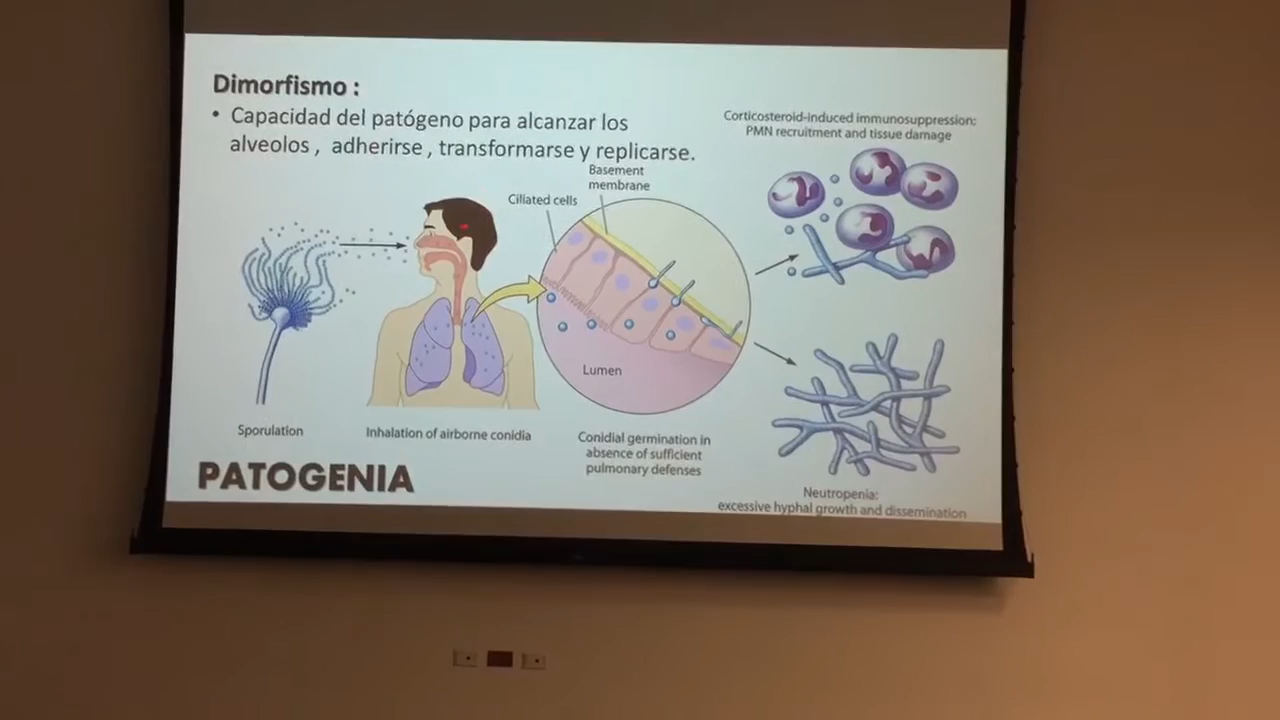 Dimorfismo :
• Capacidad del patógeno para alcanzar los
alveolos , adherirse , transformarse y replicarse.
Corticosteroid-induced immunosuppression:
PMN recruitment and tissue damage
Basement
membrane
Ciliated cells
Lumen
Sporulation
Inhalation of airborne conidia
Conidial germination in
absence of sufficient
pulmonary defenses
Neutropenia:
excessive hyphal growth and dissemination
PATOGENIA